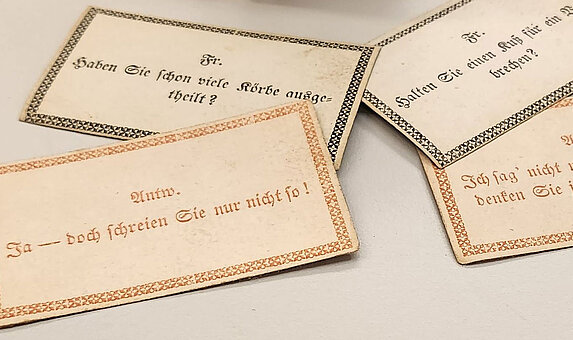 Fr.
Haben Sie schon viele Körbe ausge-
theilt?
Fr.
Halten Sie einen Kuß für ein
brechen?
Antw.
Ja — doch schreien Sie nur nicht so!
Ich sag' nicht
denken Sie